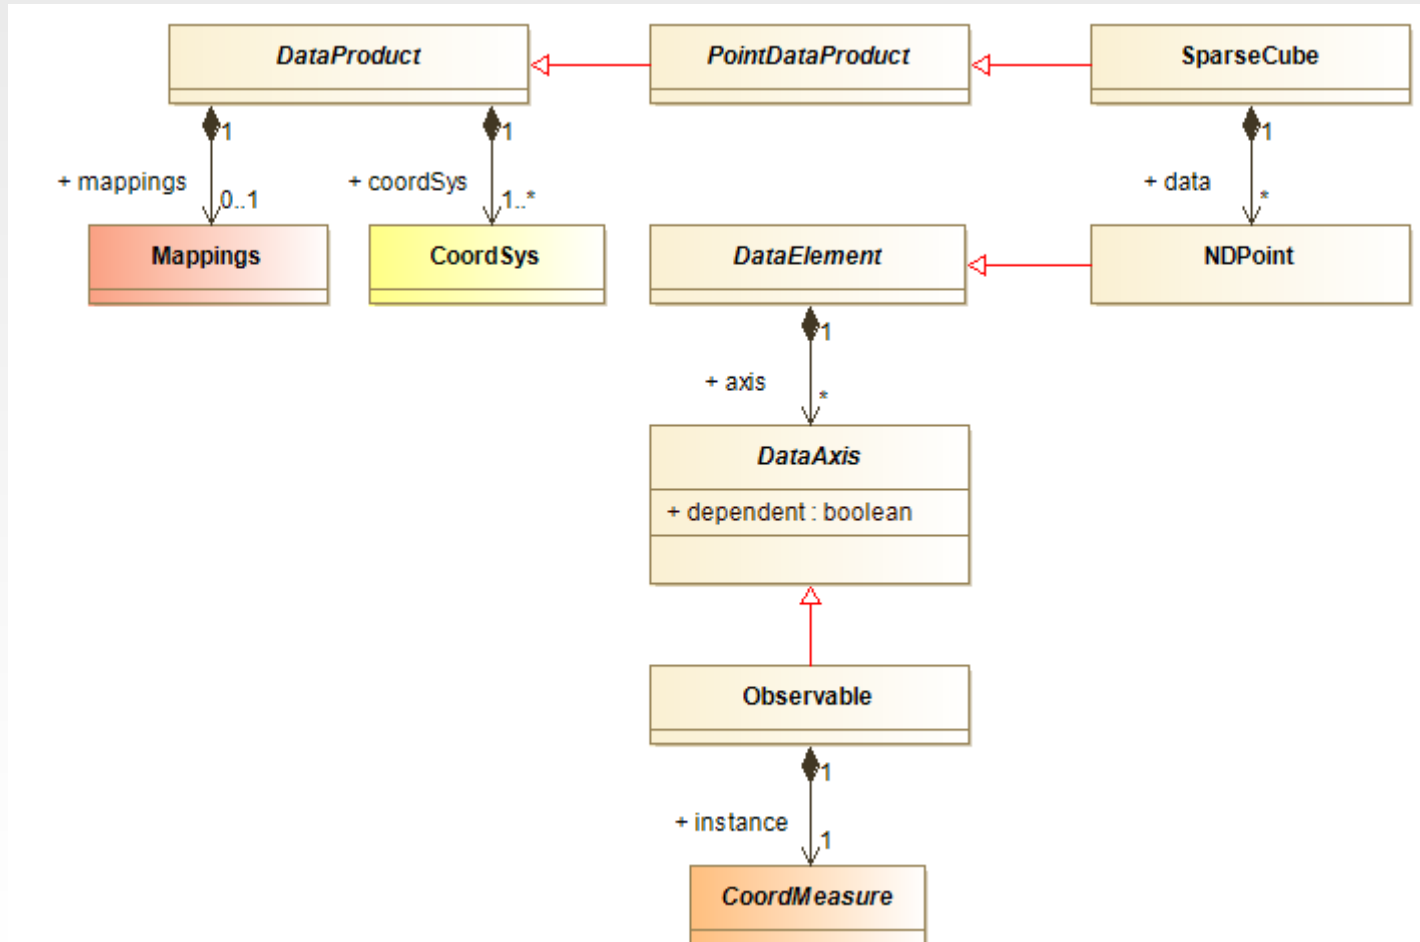 DataProduct
PointDataProduct
SparseCube
1
1
1
+ mappings
+ coordSys
+ data
0..1
1..*
*
Mappings
CoordSys
DataElement
NDPoint
1
+ axis
*
DataAxis
+ dependent : boolean
Observable
1
+ instance
1
CoordMeasure